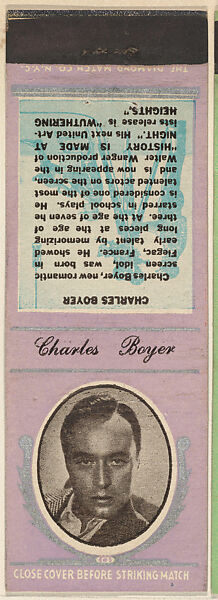 THE DIAMOND MATCH CO. N.Y.C.
CHARLES BOYER
Charles Boyer, new romantic
screen idol, was born in
Flegac, France. He showed
early talent by memorizing
long pieces at the age of
three. At the age of seven he
starred in school plays. He
is considered one of the most
talented actors on the screen,
and is now appearing in the
Walter Wanger production of
"HISTORY IS MADE AT
NIGHT." His next United Art-
ists release is "WUTHERING
HEIGHTS."
Charles Boyer
CLOSE COVER BEFORE STRIKING MATCH